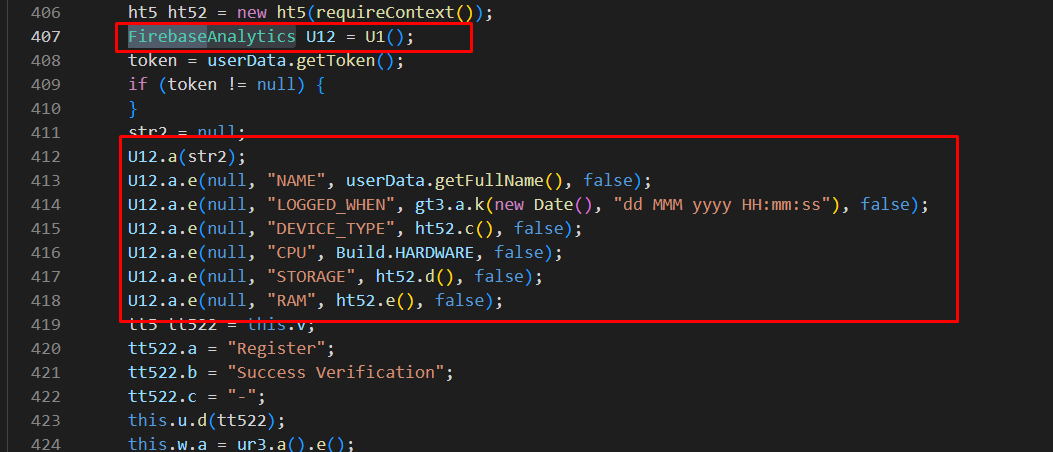 406 ht5 ht52 = new ht5(requireContext());
407 FirebaseAnalytics U12 = U1();
408 token = userData.getToken();
409 if (token != null) {
410 }
411 str2 = null;
412 U12.a(str2);
413 U12.a.e(null, "NAME", userData.getFullName(), false);
414 U12.a.e(null, "LOGGED_WHEN", gt3.a.k(new Date(), "dd MMM yyyy HH:mm:ss"), false);
415 U12.a.e(null, "DEVICE_TYPE", ht52.c(), false);
416 U12.a.e(null, "CPU", Build.HARDWARE, false);
417 U12.a.e(null, "STORAGE", ht52.d(), false);
418 U12.a.e(null, "RAM", ht52.e(), false);
419 tt5 tt522 = this.v;
420 tt522.a = "Register";
421 tt522.b = "Success Verification";
422 tt522.c = "-";
423 this.u.d(tt522);
424 this.w.a = ur3.a().e();